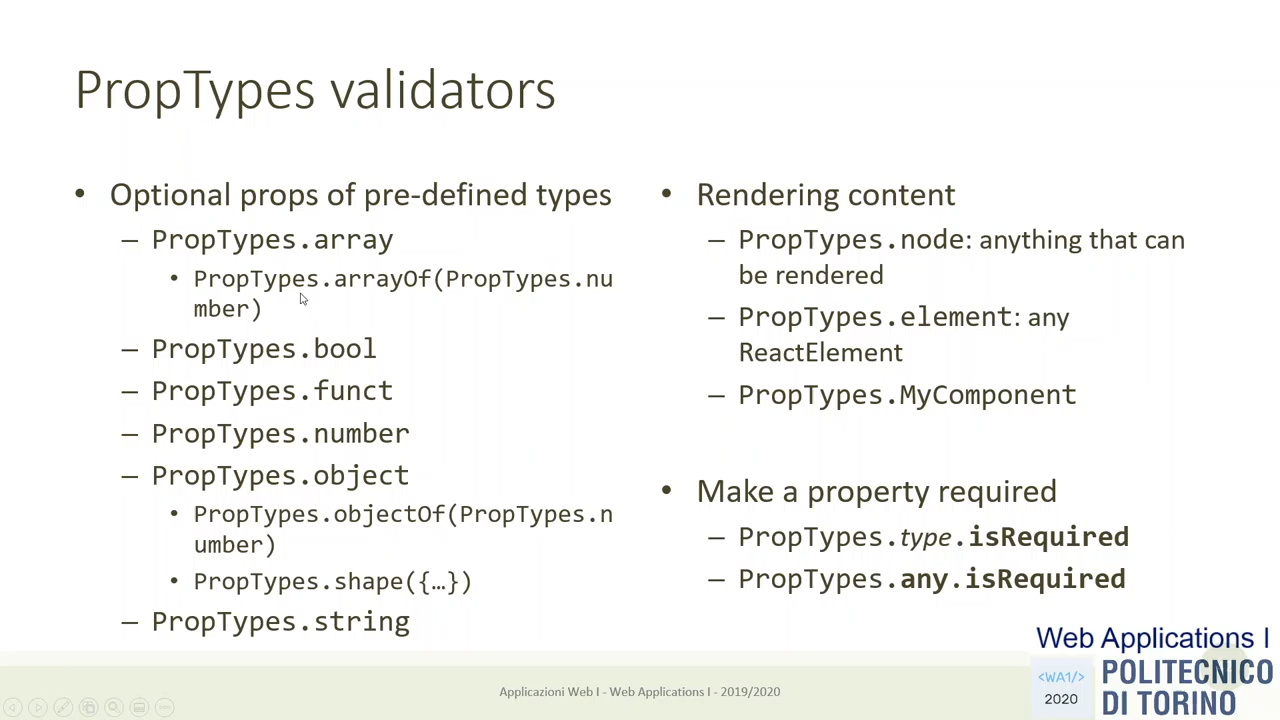 PropTypes validators
• Optional props of pre-defined types
– PropTypes.array
• PropTypes.arrayOf(PropTypes.nu
mber)
– PropTypes.bool
– PropTypes.funct
– PropTypes.number
– PropTypes.object
• PropTypes.objectOf(PropTypes.n
umber)
• PropTypes.shape({…})
– PropTypes.string
• Rendering content
– PropTypes.node: anything that can
be rendered
– PropTypes.element: any
ReactElement
– PropTypes.MyComponent
• Make a property required
– PropTypes.type.isRequired
– PropTypes.any.isRequired
Applicazioni Web I - Web Applications I - 2019/2020
Web Applications I
<WA1/>
2020
POLITECNICO
DI TORINO